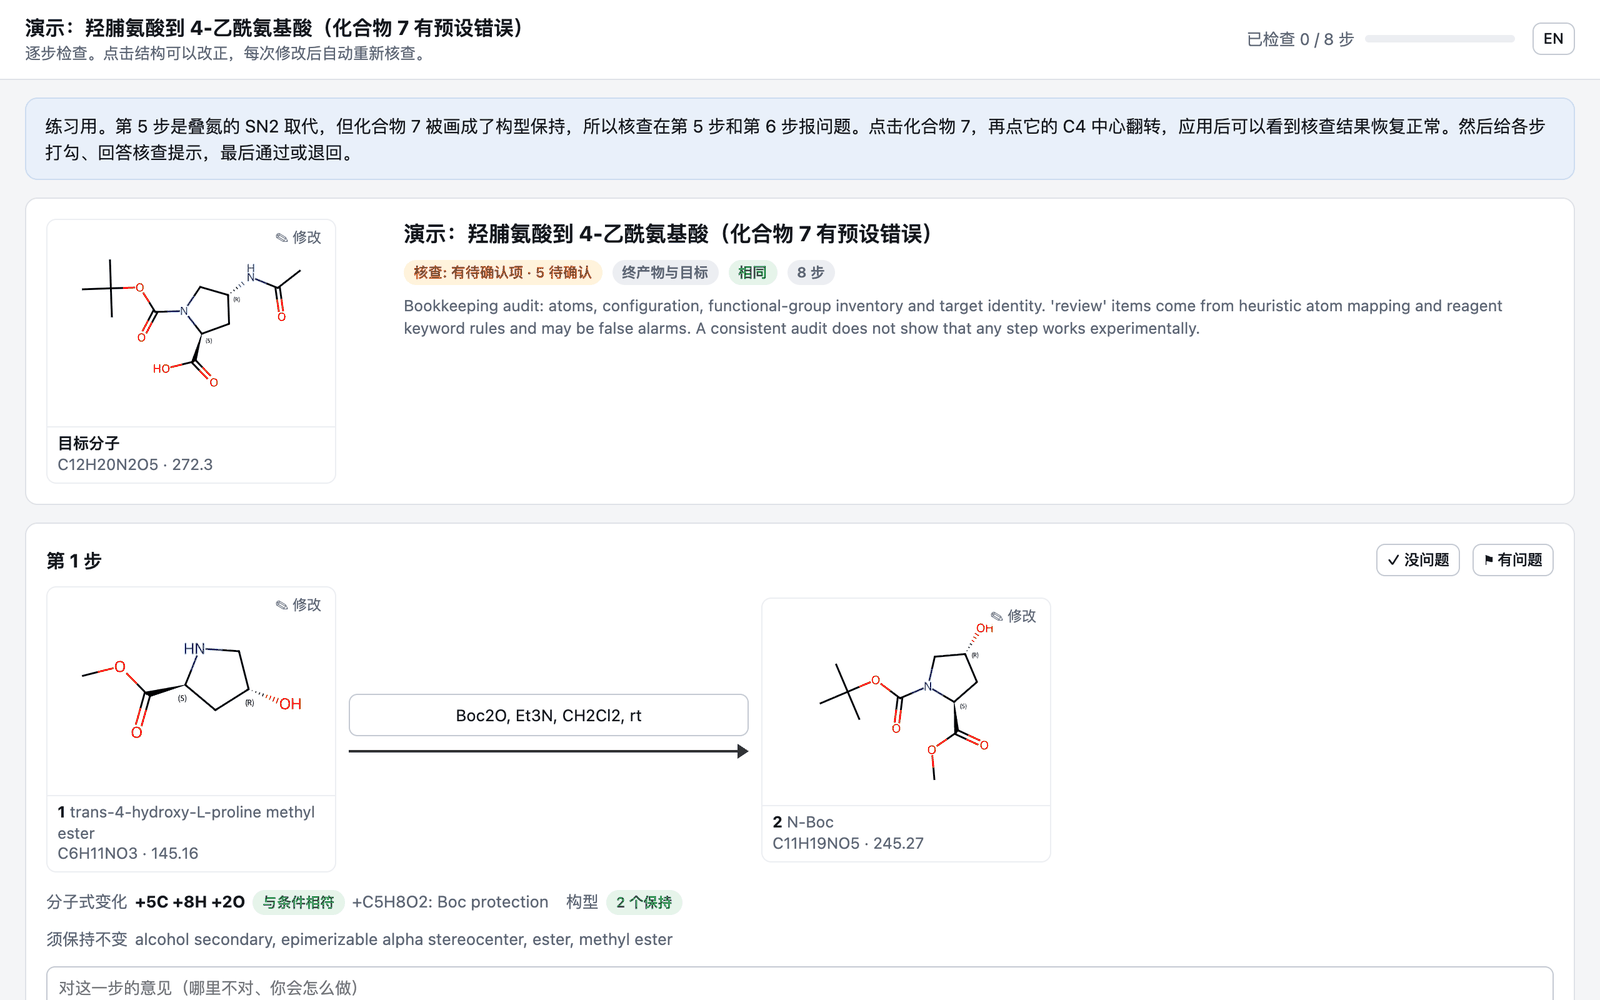 演示：羟脯氨酸到 4-乙酰氨基酸（化合物 7 有预设错误）
逐步检查。点击结构可以改正，每次修改后自动重新核查。
已检查 0 / 8 步
EN
练习用。第 5 步是叠氮的 SN2 取代，但化合物 7 被画成了构型保持，所以核查在第 5 步和第 6 步报问题。点击化合物 7，再点它的 C4 中心翻转，应用后可以看到核查结果恢复正常。然后给各步
打勾、回答核查提示，最后通过或退回。
✎ 修改
H
N
O
(R)
N
O
O
(S)
HO
O
目标分子
C12H20N2O5 · 272.3
演示：羟脯氨酸到 4-乙酰氨基酸（化合物 7 有预设错误）
核查: 有待确认项 · 5 待确认 终产物与目标 相同 8 步
Bookkeeping audit: atoms, configuration, functional-group inventory and target identity. 'review' items come from heuristic atom mapping and reagent
keyword rules and may be false alarms. A consistent audit does not show that any step works experimentally.
第 1 步
✓ 没问题
⚑ 有问题
✎ 修改
HN
O
(S)
(R)
OH
O
1 trans-4-hydroxy-L-proline methyl
ester
C6H11NO3 · 145.16
Boc2O, Et3N, CH2Cl2, rt
✎ 修改
OH
(R)
O
N
(S)
O
O
O
2 N-Boc
C11H19NO5 · 245.27
分子式变化 +5C +8H +2O 与条件相符 +C5H8O2: Boc protection 构型 2 个保持
须保持不变 alcohol secondary, epimerizable alpha stereocenter, ester, methyl ester
对这一步的意见（哪里不对、你会怎么做）